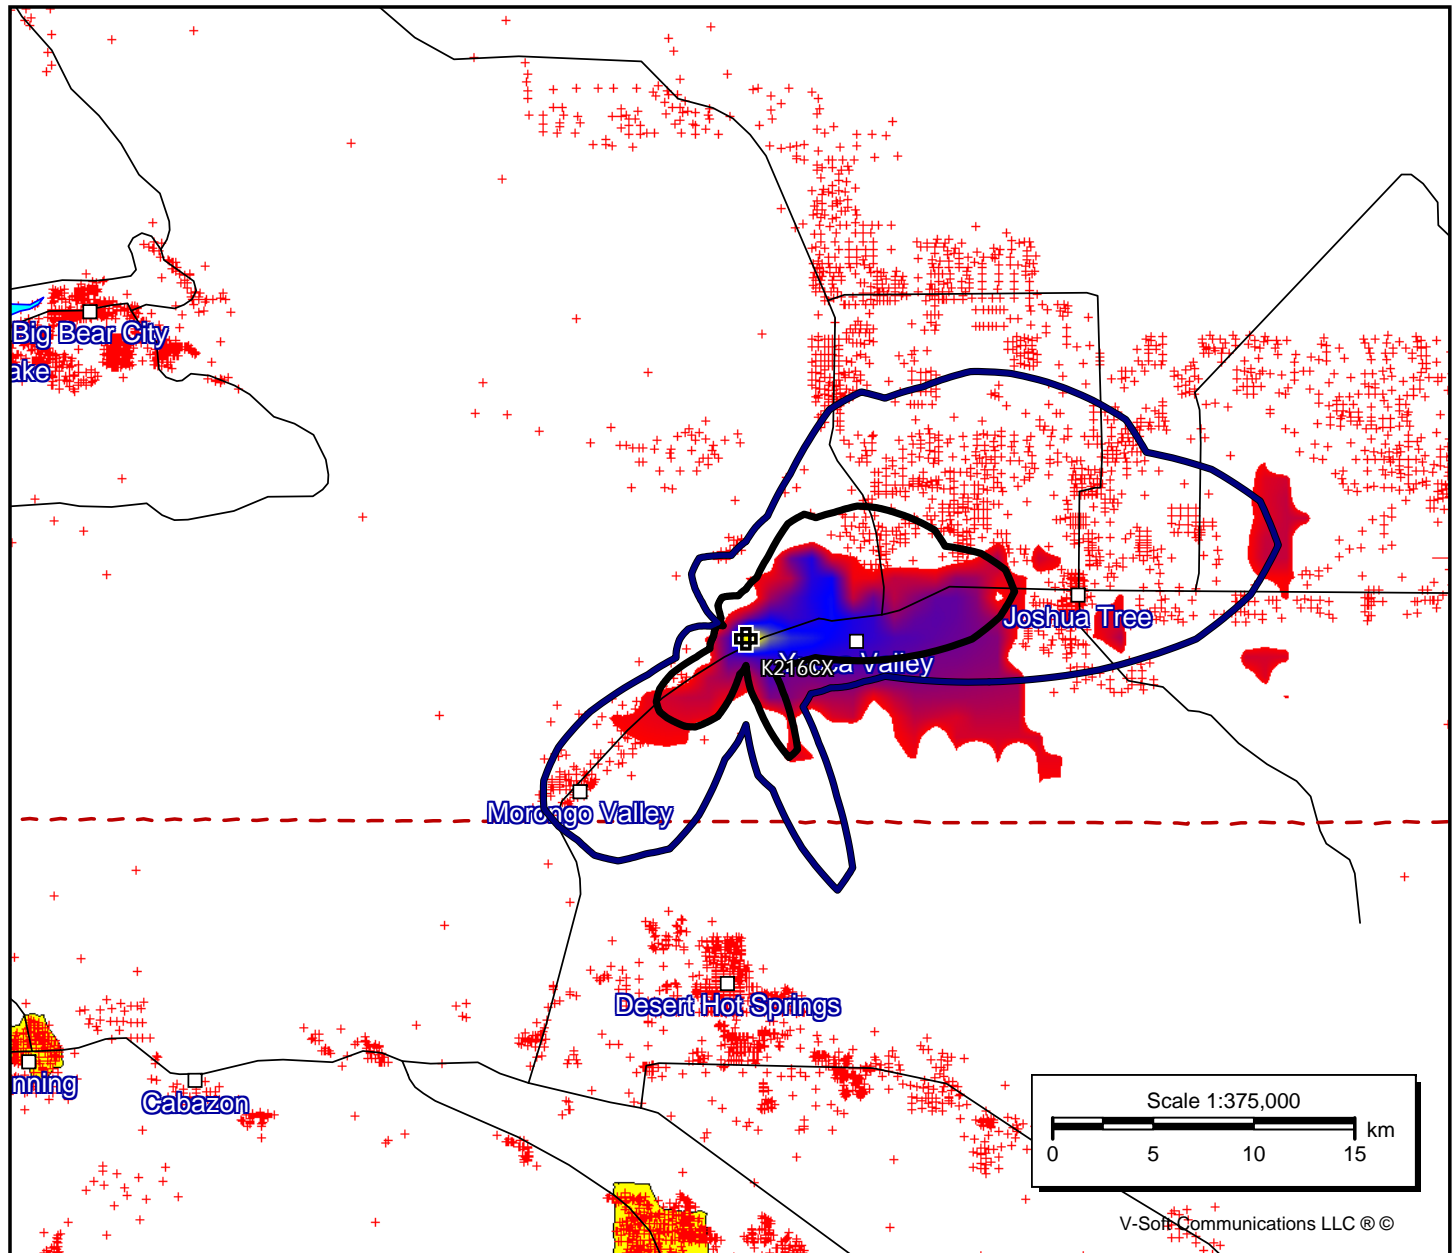 Big Bear City
ake
Joshua Tree
Yucca Valley
K216CX
Morongo Valley
Desert Hot Springs
nning
Cabazon
Scale 1:375,000
km
0 5 10 15
V-Soft Communications LLC ® ©